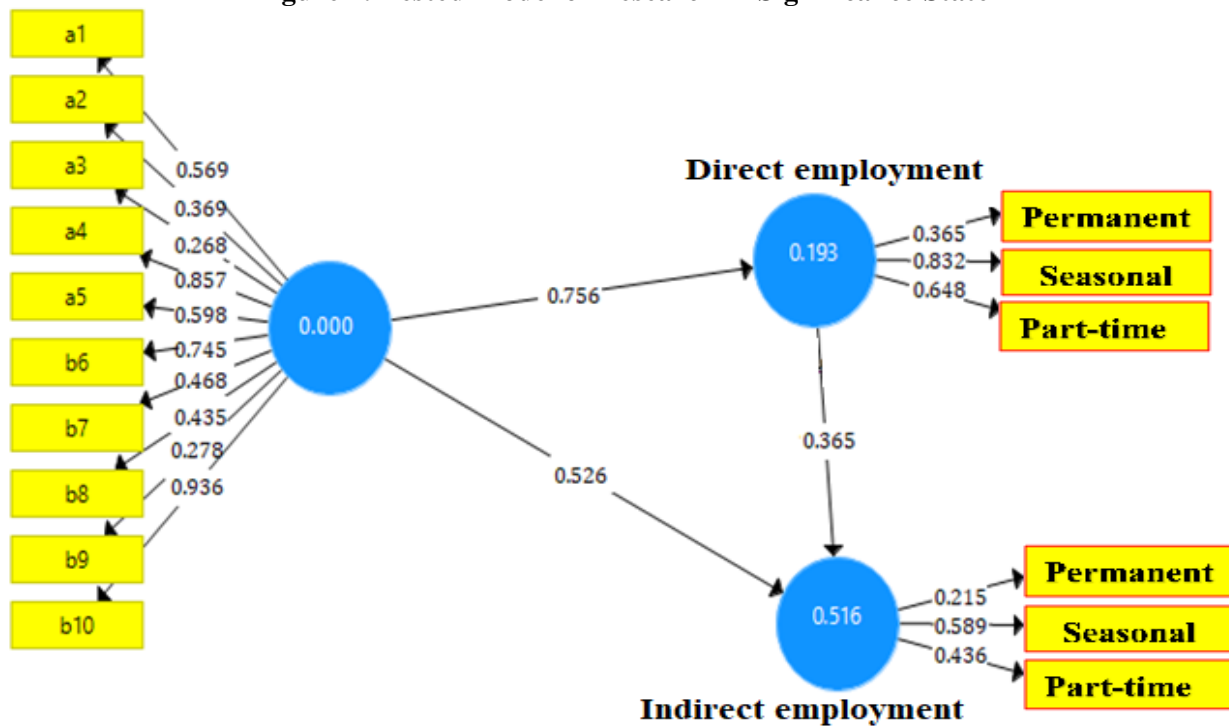 a1
a2
a3
a4
a5
b6
b7
b8
b9
b10
0.569
0.369
0.268
0.857
0.598
0.745
0.468
0.435
0.278
0.936
0.000
0.756
0.526
Direct employment
0.193
0.365
0.832
0.648
Permanent
Seasonal
Part-time
0.365
0.516
0.215
0.589
0.436
Permanent
Seasonal
Part-time
Indirect employment